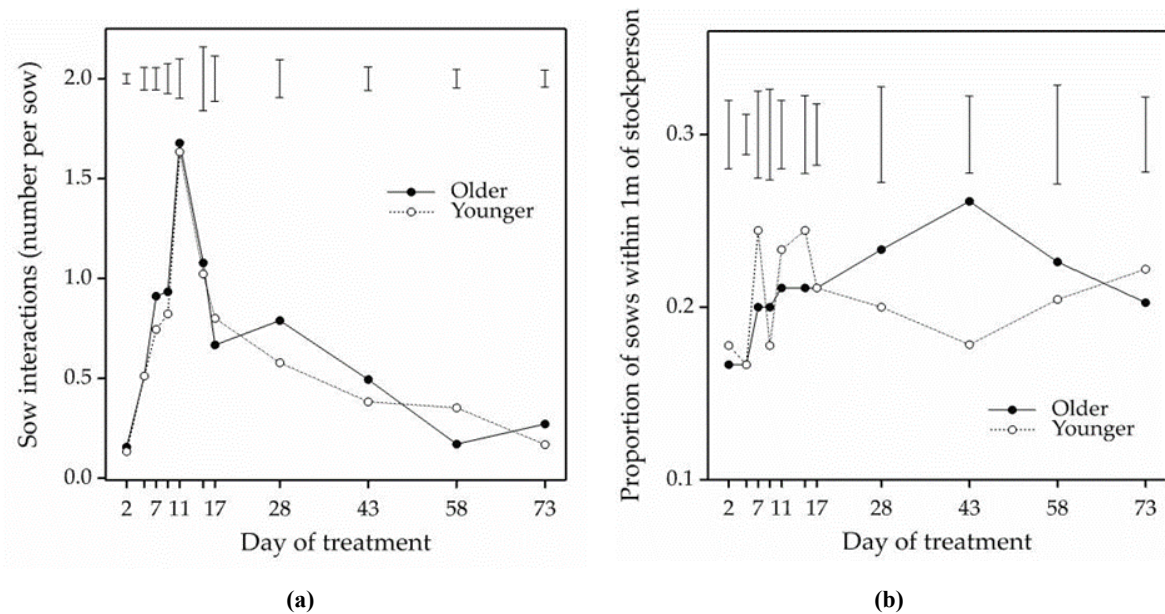 Sow interactions (number per sow)
2.0
1.5
1.0
0.5
0.0
Older
Younger
2 7 11 17 28 43 58 73
Day of treatment
(a)
Proportion of sows within 1m of stockperson
0.3
0.2
0.1
Older
Younger
2 7 11 17 28 43 58 73
Day of treatment
(b)